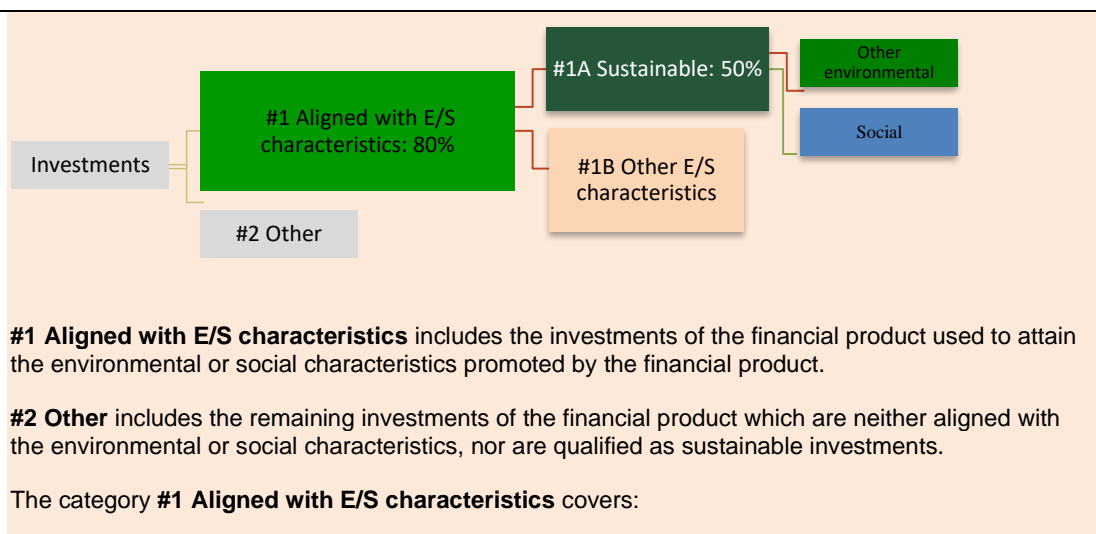 Investments
#1 Aligned with E/S
characteristics: 80%
#2 Other
#1A Sustainable: 50%
#1B Other E/S
characteristics
Other
environmental
Social
#1 Aligned with E/S characteristics includes the investments of the financial product used to attain
the environmental or social characteristics promoted by the financial product.
#2 Other includes the remaining investments of the financial product which are neither aligned with
the environmental or social characteristics, nor are qualified as sustainable investments.
The category #1 Aligned with E/S characteristics covers: